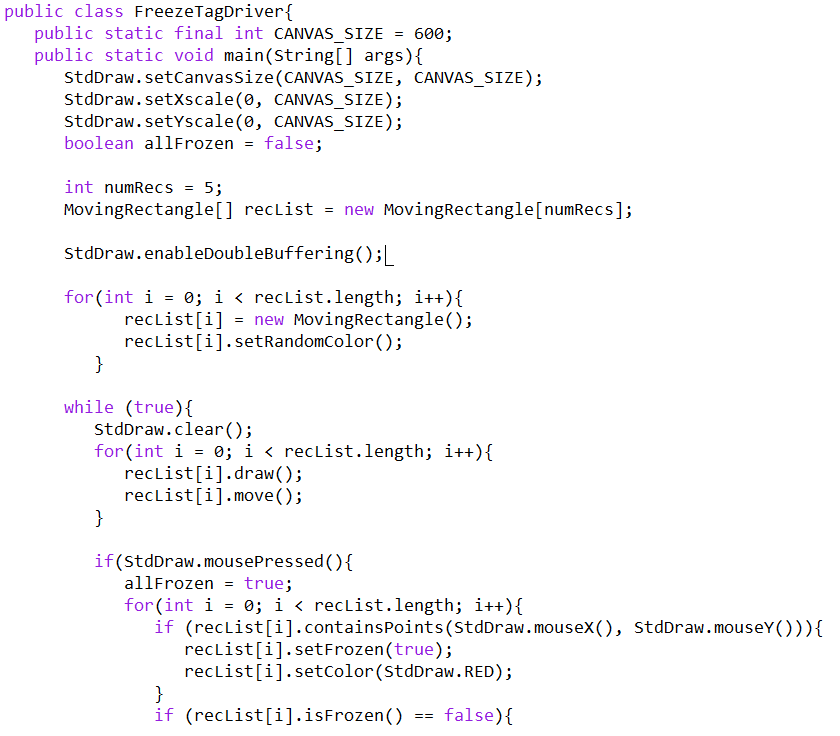 public class FreezeTagDriver{
public static final int CANVAS_SIZE = 600;
public static void main(String[] args){
StdDraw.setCanvasSize(CANVAS_SIZE, CANVAS_SIZE);
StdDraw.setXscale(0, CANVAS_SIZE);
StdDraw.setYscale(0, CANVAS_SIZE);
boolean allFrozen = false;
int numRecs = 5;
MovingRectangle[] recList = new MovingRectangle[numRecs];
StdDraw.enableDoubleBuffering();
for(int i = 0; i < recList.length; i++){
recList[i] = new MovingRectangle();
recList[i].setRandomColor();
}
while (true){
StdDraw.clear();
for(int i = 0; i < recList.length; i++){
recList[i].draw();
recList[i].move();
}
if(StdDraw.mousePressed(){
allFrozen = true;
for(int i = 0; i < recList.length; i++){
if (recList[i].containsPoints(StdDraw.mouseX(), StdDraw.mouseY())){
recList[i].setFrozen(true);
recList[i].setColor(StdDraw.RED);
}
if (recList[i].isFrozen() == false){